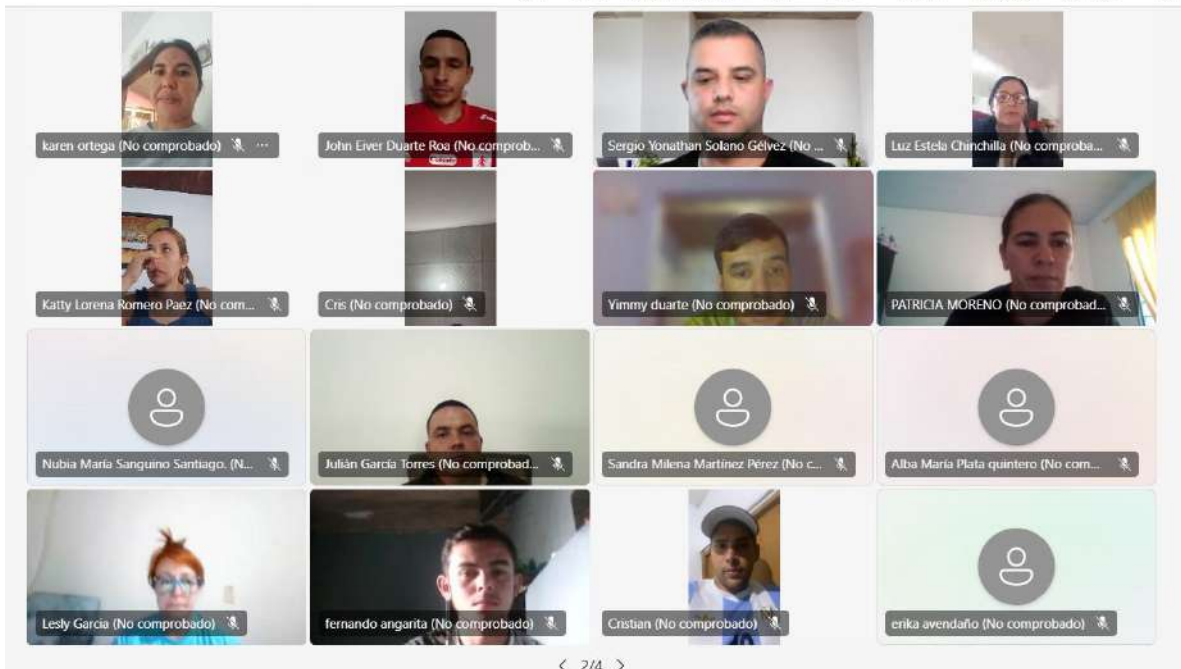 karen ortega (No comprobado) ...
John Eiver Duarte Roa (No comprob...
Sergio Yonathan Solano Gélvez (No ...
Luz Estela Chinchilla (No comproba...
Katty Lorena Romero Paez (No com...
Cris (No comprobado)
Yimmy duarte (No comprobado)
PATRICIA MORENO (No comprobad...
Nubia María Sanguino Santiago. (N...
Julián García Torres (No comprobad...
Sandra Milena Martínez Pérez (No c...
Alba María Plata quintero (No com...
Lesly Garcia (No comprobado)
fernando angarita (No comprobado)
Cristian (No comprobado)
erika avendaño (No comprobado)
< 2/4 >